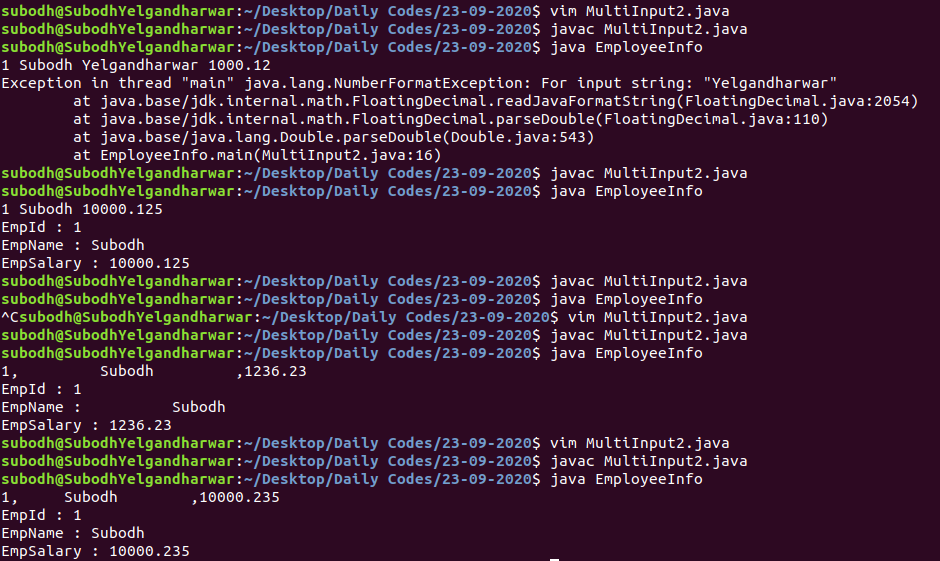 subodh@SubodhYelgandharwar:~/Desktop/Daily Codes/23-09-2020$ vim MultiInput2.java
subodh@SubodhYelgandharwar:~/Desktop/Daily Codes/23-09-2020$ javac MultiInput2.java
subodh@SubodhYelgandharwar:~/Desktop/Daily Codes/23-09-2020$ java EmployeeInfo
1 Subodh Yelgandharwar 1000.12
Exception in thread "main" java.lang.NumberFormatException: For input string: "Yelgandharwar"
        at java.base/jdk.internal.math.FloatingDecimal.readJavaFormatString(FloatingDecimal.java:2054)
        at java.base/jdk.internal.math.FloatingDecimal.parseDouble(FloatingDecimal.java:110)
        at java.base/java.lang.Double.parseDouble(Double.java:543)
        at EmployeeInfo.main(MultiInput2.java:16)
subodh@SubodhYelgandharwar:~/Desktop/Daily Codes/23-09-2020$ javac MultiInput2.java
subodh@SubodhYelgandharwar:~/Desktop/Daily Codes/23-09-2020$ java EmployeeInfo
1 Subodh 10000.125
EmpId : 1
EmpName : Subodh
EmpSalary : 10000.125
subodh@SubodhYelgandharwar:~/Desktop/Daily Codes/23-09-2020$ javac MultiInput2.java
subodh@SubodhYelgandharwar:~/Desktop/Daily Codes/23-09-2020$ java EmployeeInfo
^Csubodh@SubodhYelgandharwar:~/Desktop/Daily Codes/23-09-2020$ vim MultiInput2.java
subodh@SubodhYelgandharwar:~/Desktop/Daily Codes/23-09-2020$ javac MultiInput2.java
subodh@SubodhYelgandharwar:~/Desktop/Daily Codes/23-09-2020$ java EmployeeInfo
1,         Subodh         ,1236.23
EmpId : 1
EmpName :          Subodh
EmpSalary : 1236.23
subodh@SubodhYelgandharwar:~/Desktop/Daily Codes/23-09-2020$ vim MultiInput2.java
subodh@SubodhYelgandharwar:~/Desktop/Daily Codes/23-09-2020$ javac MultiInput2.java
subodh@SubodhYelgandharwar:~/Desktop/Daily Codes/23-09-2020$ java EmployeeInfo
1,     Subodh        ,10000.235
EmpId : 1
EmpName : Subodh
EmpSalary : 10000.235